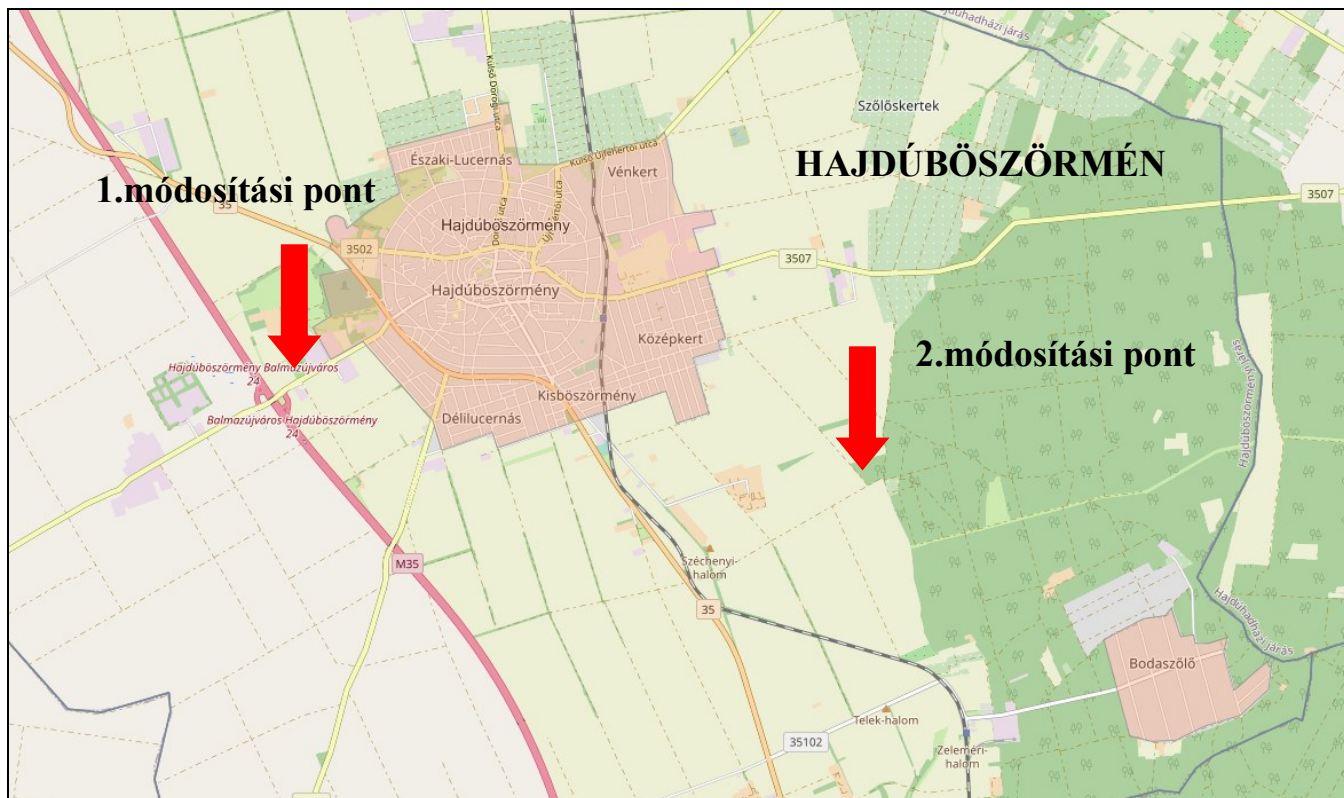 Hajdúhadházi járás
Külső Dorogi utca
Szőlőskertek
Északi-Lucernás
Külső Újfehértói utca
Vénkert
HAJDÚBÖSZÖRMÉN
1.módosítási pont
35
3507
Hajdúböszörmény
Újfehértói utca
3502
3507
Hajdúböszörmény
Középkert
2.módosítási pont
Hajdúböszörmény Balmazújváros
24
Kisböszörmény
Balmazújváros Hajdúböszörmény
24
Délilucernás
Hajdúböszörményi járás
M35
Széchenyi-
halom
35
Hajdúhadházi járás
Bodaszőlő
Telek-halom
35102
Zeleméri-
halom